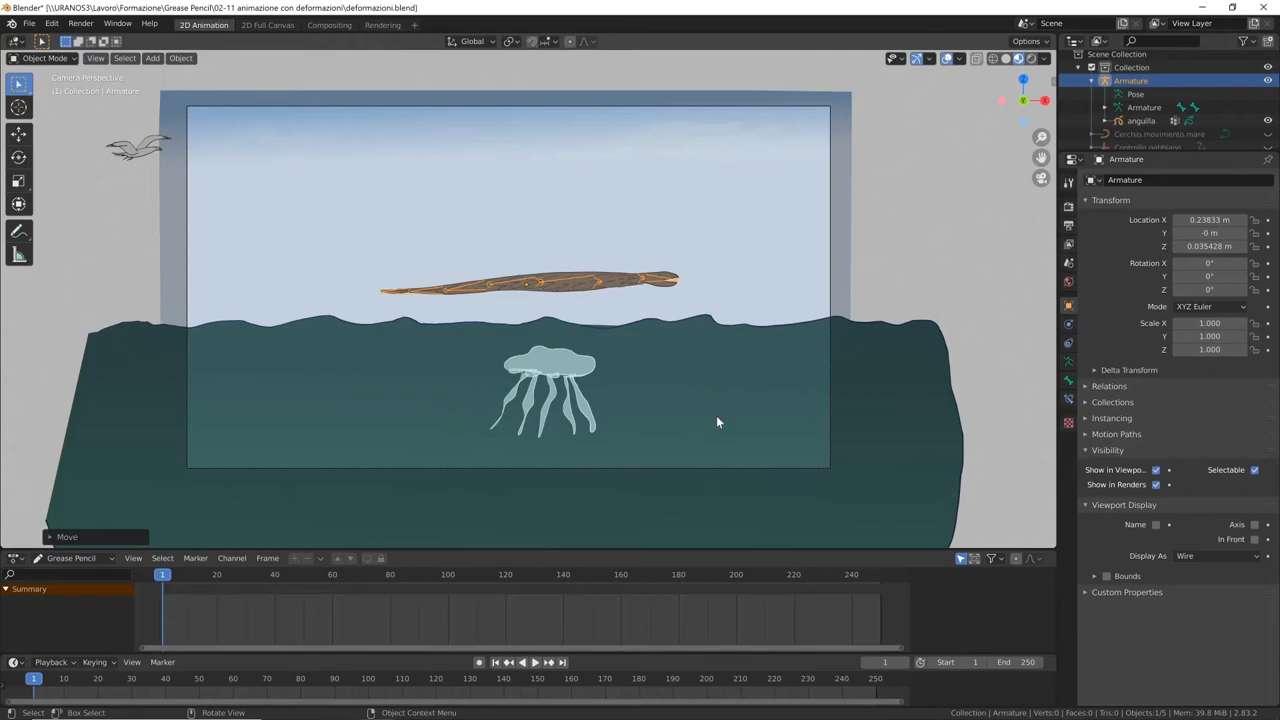 Blender* [\\URANOS3\Lavoro\Formazione\Grease Pencil\02-11 animazione con deformazioni\deformazioni.blend]
File Edit Render Window Help 2D Animation 2D Full Canvas Compositing Rendering Scene View Layer
Global Options
Object Mode View Select Add Object
Camera Perspective
(1) Collection | Armature
Scene Collection
Collection
Armature
Pose
Armature
anguilla
Cerchio.movimento.mare
Controllo.gabbiano
Armature
Armature
Transform
Location X 0.23833 m
Y -0 m
Z 0.035428 m
Rotation X 0°
Y 0°
Z 0°
Mode XYZ Euler
Scale X 1.000
Y 1.000
Z 1.000
Delta Transform
Relations
Collections
Instancing
Motion Paths
Visibility
Show in Viewpo... Selectable
Show in Renders
Viewport Display
Name Axis
In Front
Display As Wire
Bounds
Custom Properties
X
Z
Move
Grease Pencil View Select Marker Channel Frame
1 20 40 60 80 100 120 140 160 180 200 220 240
Summary
Playback Keying View Marker 1 Start 1 End 250
1 10 20 30 40 50 60 70 80 90 100 110 120 130 140 150 160 170 180 190 200 210 220 230 240 250
Select Box Select Rotate View Object Context Menu Collection | Armature | Verts:0 | Faces:0 | Tris:0 | Objects:1/5 | Mem: 39.8 MiB | 2.83.2